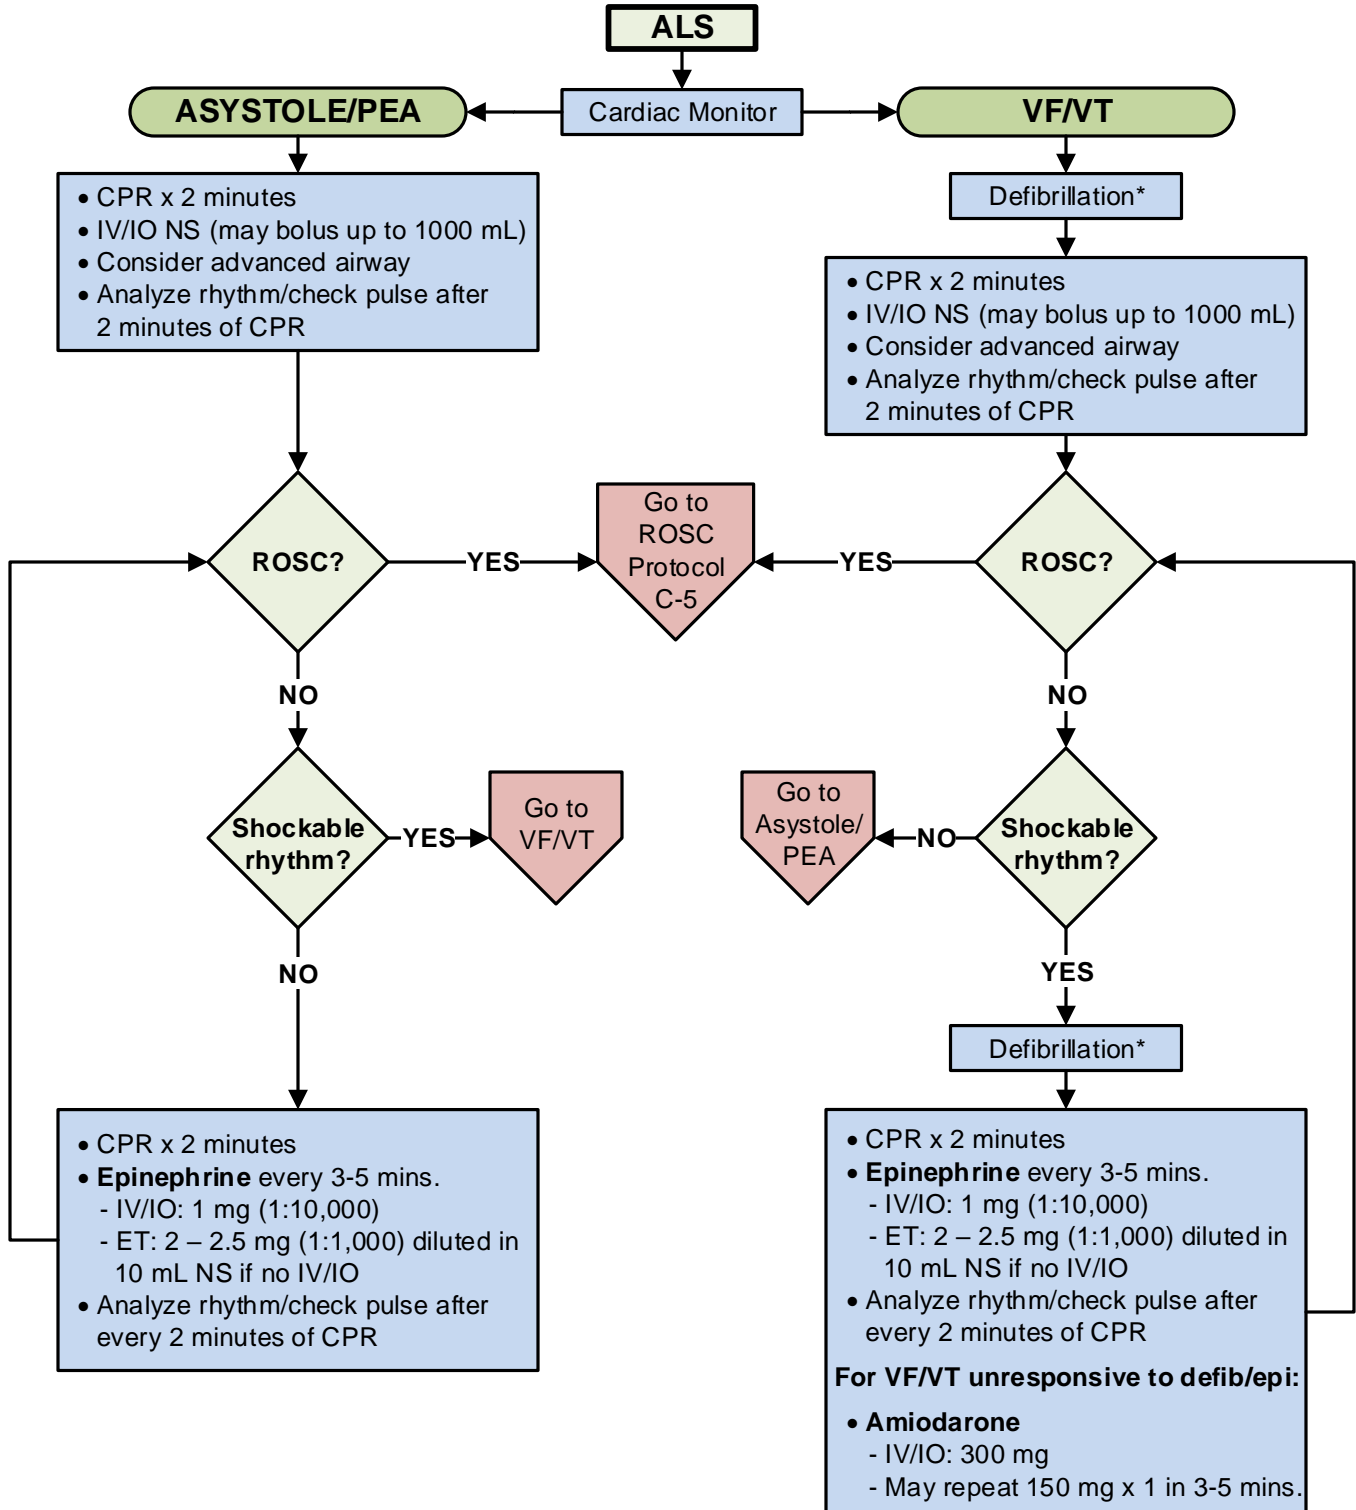 ALS
Cardiac Monitor
ASYSTOLE/PEA
• CPR x 2 minutes
• IV/IO NS (may bolus up to 1000 mL)
• Consider advanced airway
• Analyze rhythm/check pulse after
2 minutes of CPR
ROSC?
YES
Go to
ROSC
Protocol
C-5
NO
Shockable
rhythm?
YES
Go to
VF/VT
NO
• CPR x 2 minutes
• Epinephrine every 3-5 mins.
- IV/IO: 1 mg (1:10,000)
- ET: 2 – 2.5 mg (1:1,000) diluted in
10 mL NS if no IV/IO
• Analyze rhythm/check pulse after
every 2 minutes of CPR
VF/VT
Defibrillation*
• CPR x 2 minutes
• IV/IO NS (may bolus up to 1000 mL)
• Consider advanced airway
• Analyze rhythm/check pulse after
2 minutes of CPR
ROSC?
YES
NO
Shockable
rhythm?
NO
Go to
Asystole/
PEA
YES
Defibrillation*
• CPR x 2 minutes
• Epinephrine every 3-5 mins.
- IV/IO: 1 mg (1:10,000)
- ET: 2 – 2.5 mg (1:1,000) diluted in
10 mL NS if no IV/IO
• Analyze rhythm/check pulse after
every 2 minutes of CPR
For VF/VT unresponsive to defib/epi:
• Amiodarone
- IV/IO: 300 mg
- May repeat 150 mg x 1 in 3-5 mins.